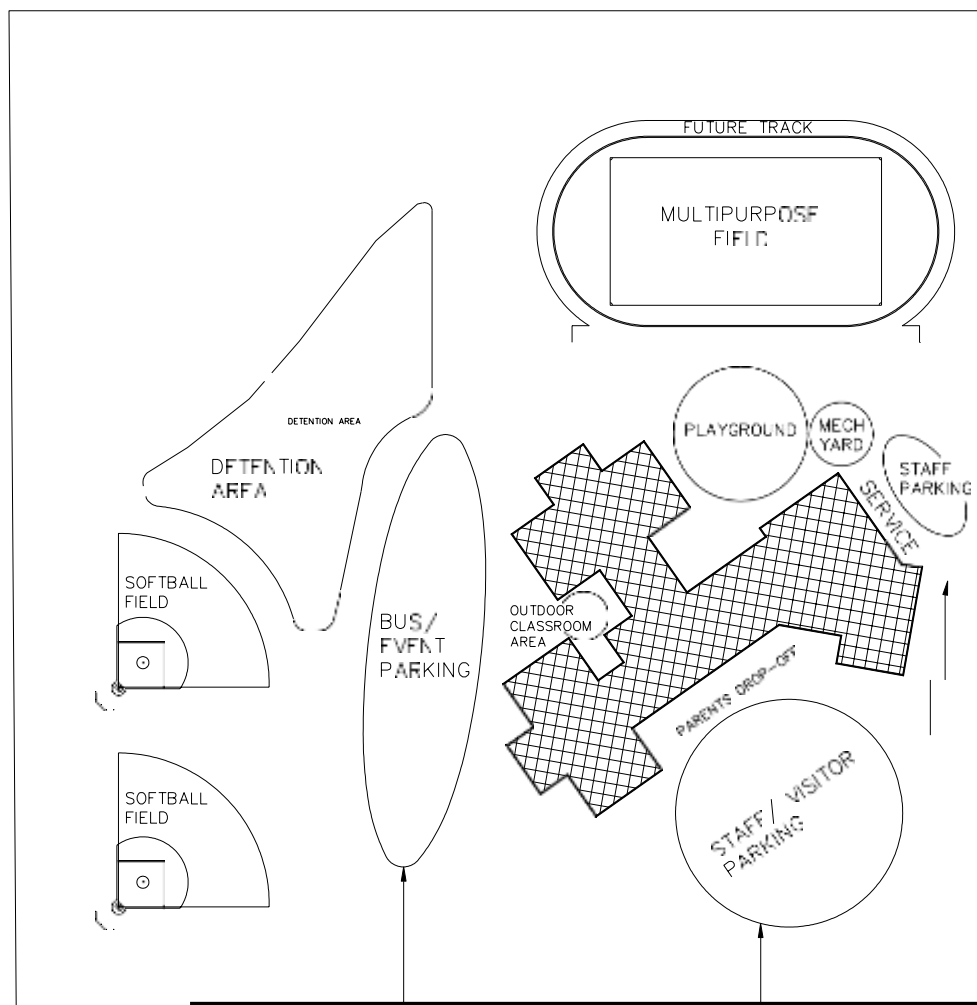 FUTURE TRACK
MULTIPURPOSE
FIELD
PLAYGROUND
MECH
YARD
STAFF
PARKING
SERVICE
DETENTION AREA
DETENTION
AREA
SOFTBALL
FIELD
BUS/
EVENT
PARKING
OUTDOOR
CLASSROOM
AREA
PARENTS DROP-OFF
STAFF/ VISITOR
PARKING
SOFTBALL
FIELD